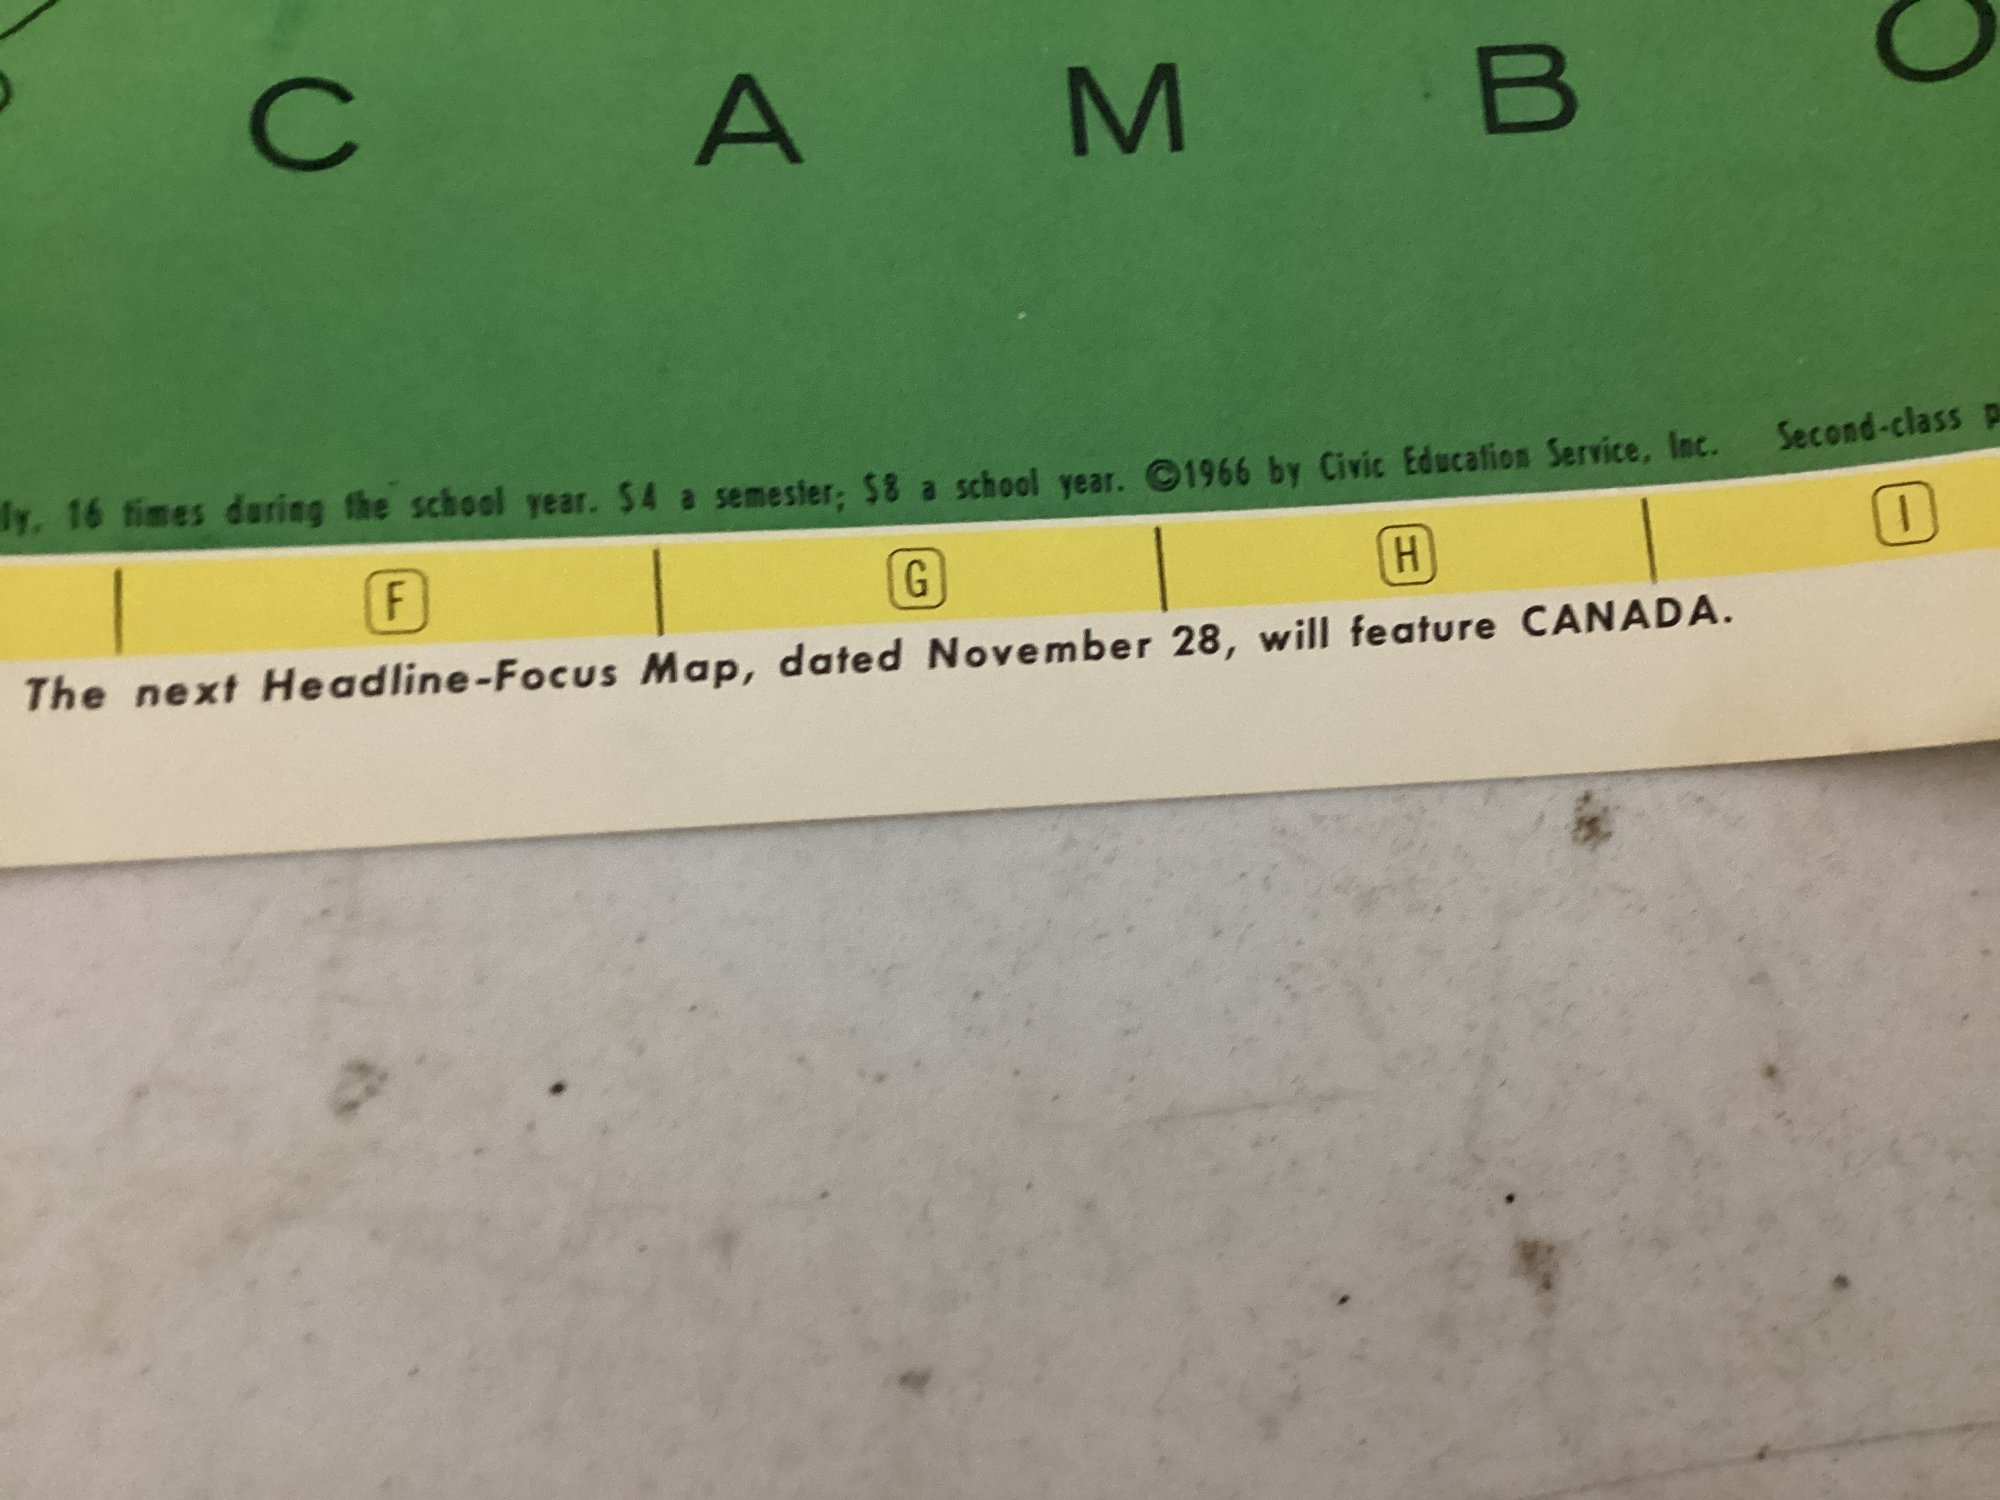 C A M B O
16 times during the school year. $4 a semester; $8 a school year. ©1966 by Civic Education Service, Inc. Second-class
F G H I
The next Headline-Focus Map, dated November 28, will feature CANADA.